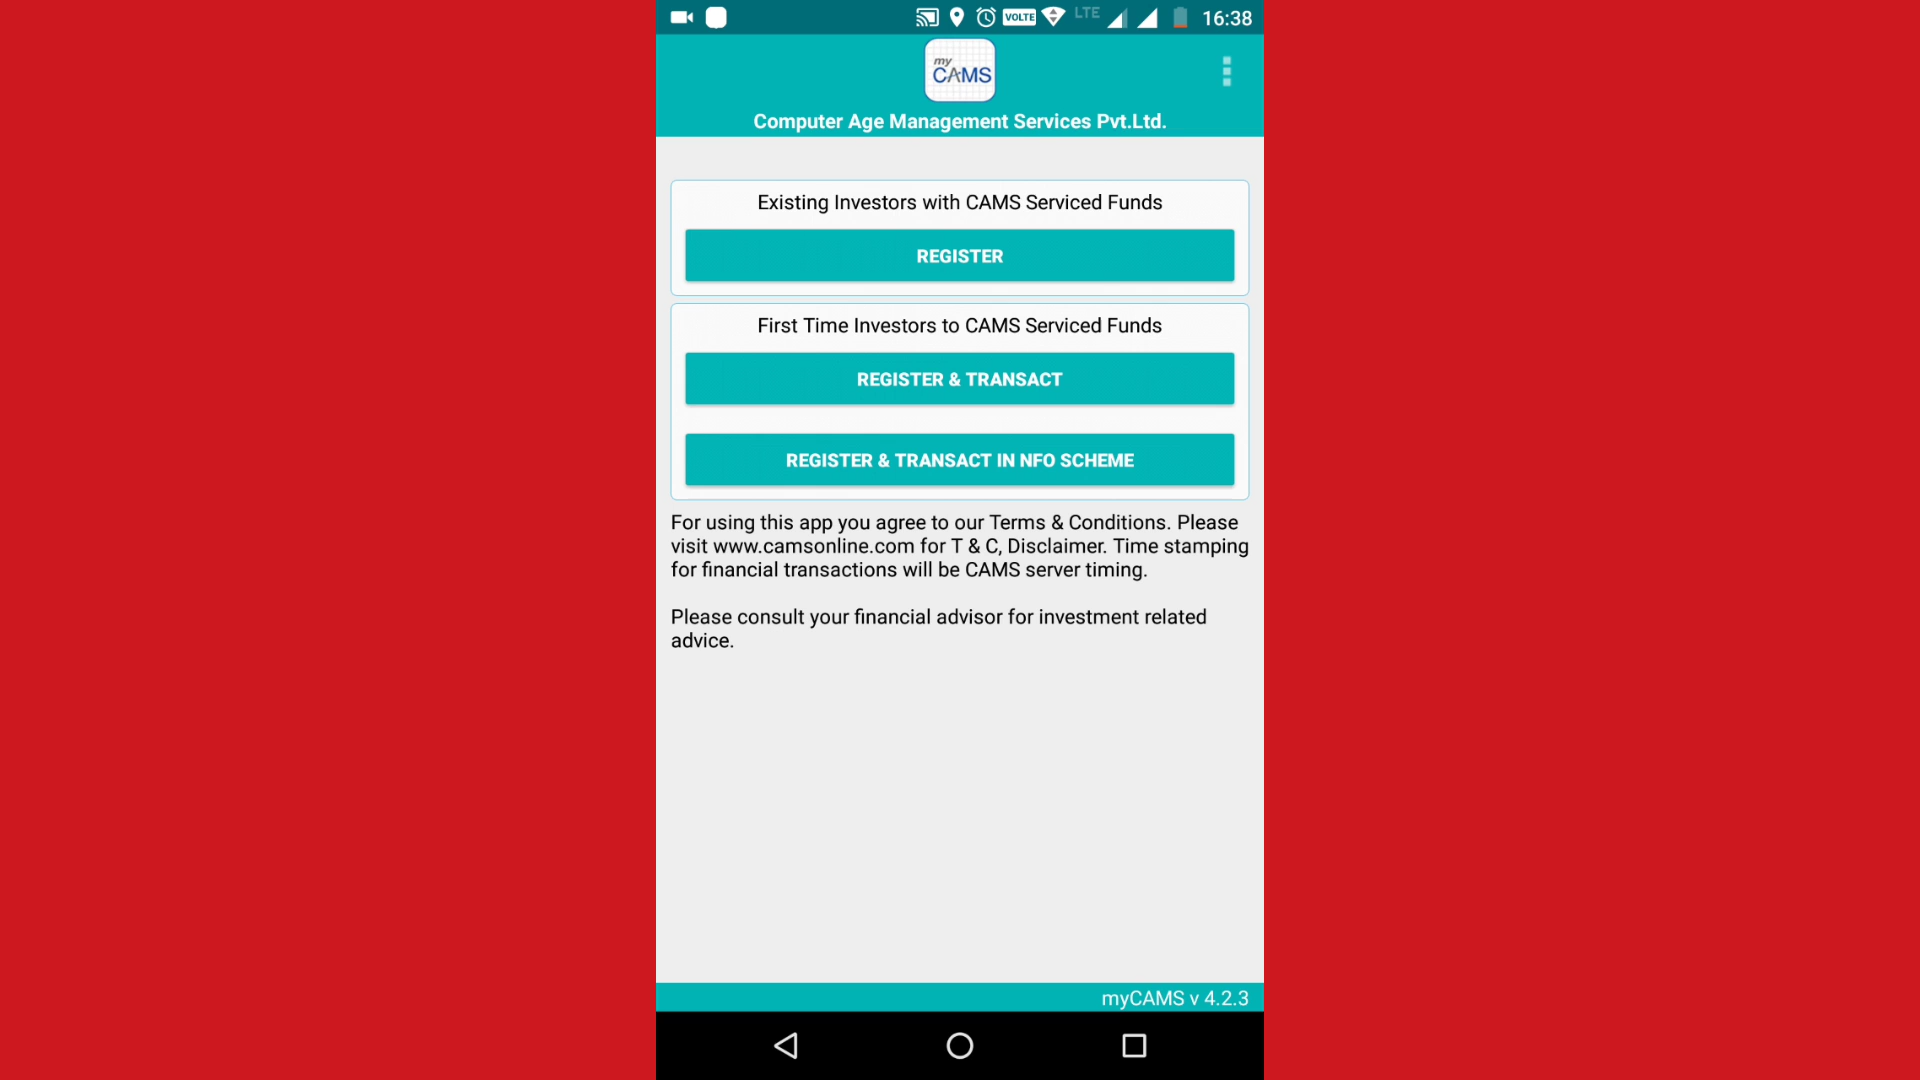 VOLTE LTE 16:38
my
CAMS
Computer Age Management Services Pvt.Ltd.
Existing Investors with CAMS Serviced Funds
REGISTER
First Time Investors to CAMS Serviced Funds
REGISTER & TRANSACT
REGISTER & TRANSACT IN NFO SCHEME
For using this app you agree to our Terms & Conditions. Please
visit www.camsonline.com for T & C, Disclaimer. Time stamping
for financial transactions will be CAMS server timing.
Please consult your financial advisor for investment related
advice.
myCAMS v 4.2.3